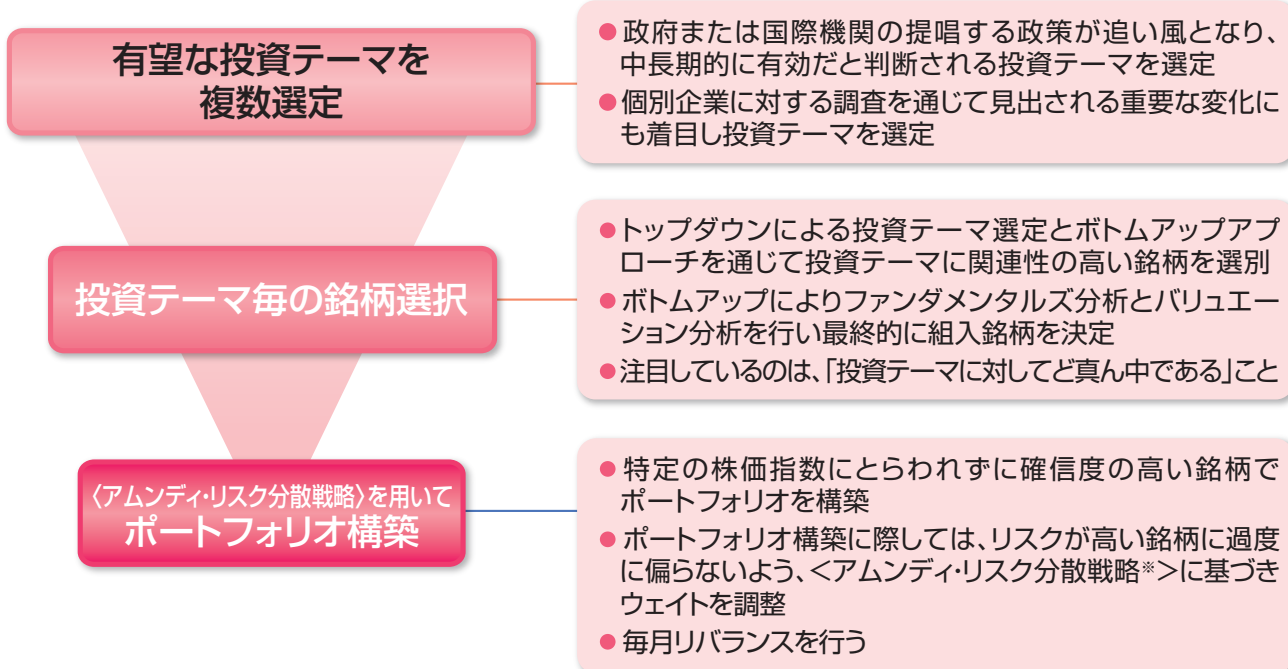 有望な投資テーマを
複数選定
●政府または国際機関の提唱する政策が追い風となり、
中長期的に有効だと判断される投資テーマを選定
●個別企業に対する調査を通じて見出される重要な変化に
も着目し投資テーマを選定
投資テーマ毎の銘柄選択
●トップダウンによる投資テーマ選定とボトムアップアプ
ローチを通じて投資テーマに関連性の高い銘柄を選別
●ボトムアップによりファンダメンタルズ分析とバリュエー
ション分析を行い最終的に組入銘柄を決定
●注目しているのは、「投資テーマに対してど真ん中である」こと
〈アムンディ・リスク分散戦略〉を用いて
ポートフォリオ構築
●特定の株価指数にとらわれずに確信度の高い銘柄で
ポートフォリオを構築
●ポートフォリオ構築に際しては、リスクが高い銘柄に過度
に偏らないよう、<アムンディ・リスク分散戦略※>に基づき
ウェイトを調整
●毎月リバランスを行う